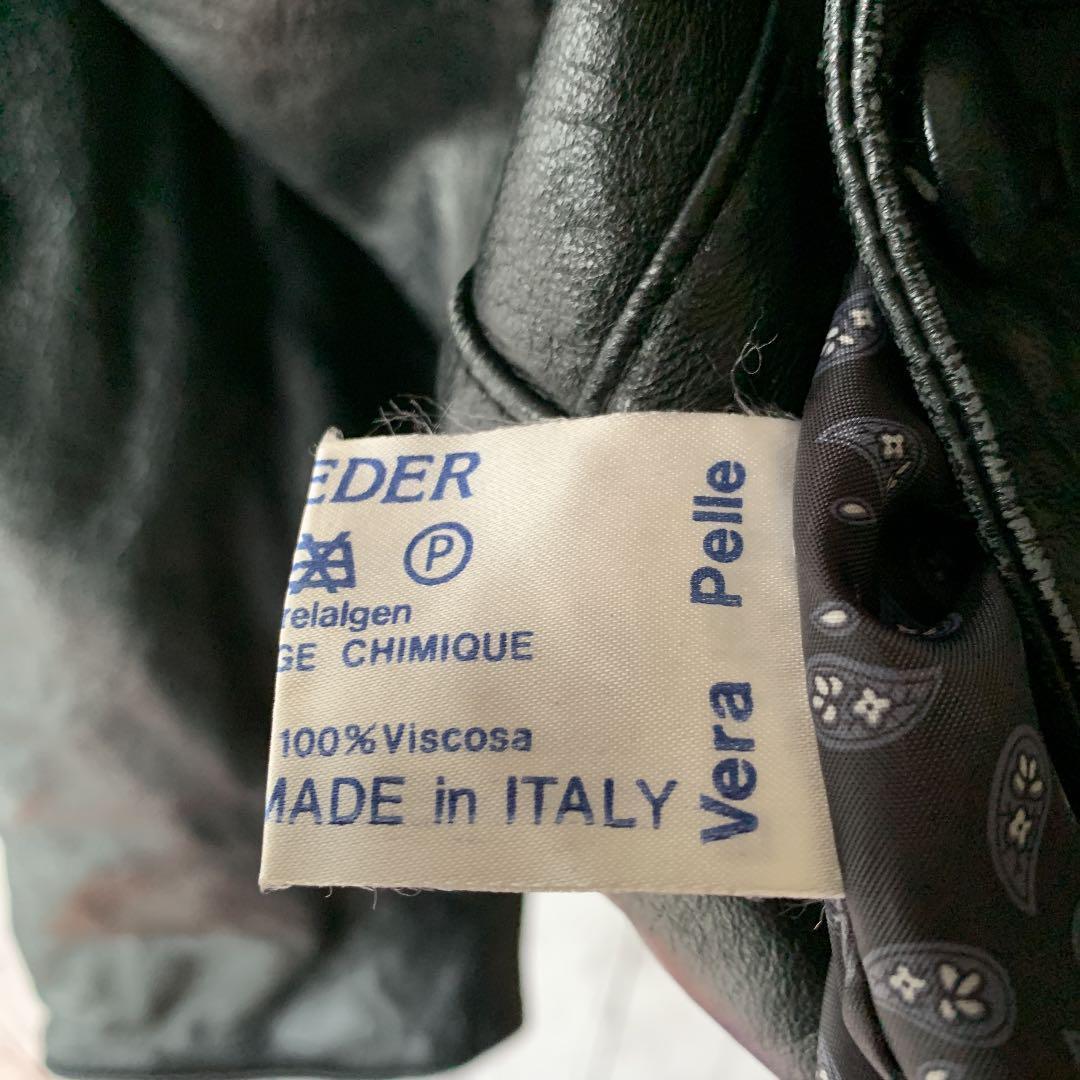 EDER
P
relalgen
GE CHIMIQUE
100% Viscosa
MADE in ITALY
Vera Pelle